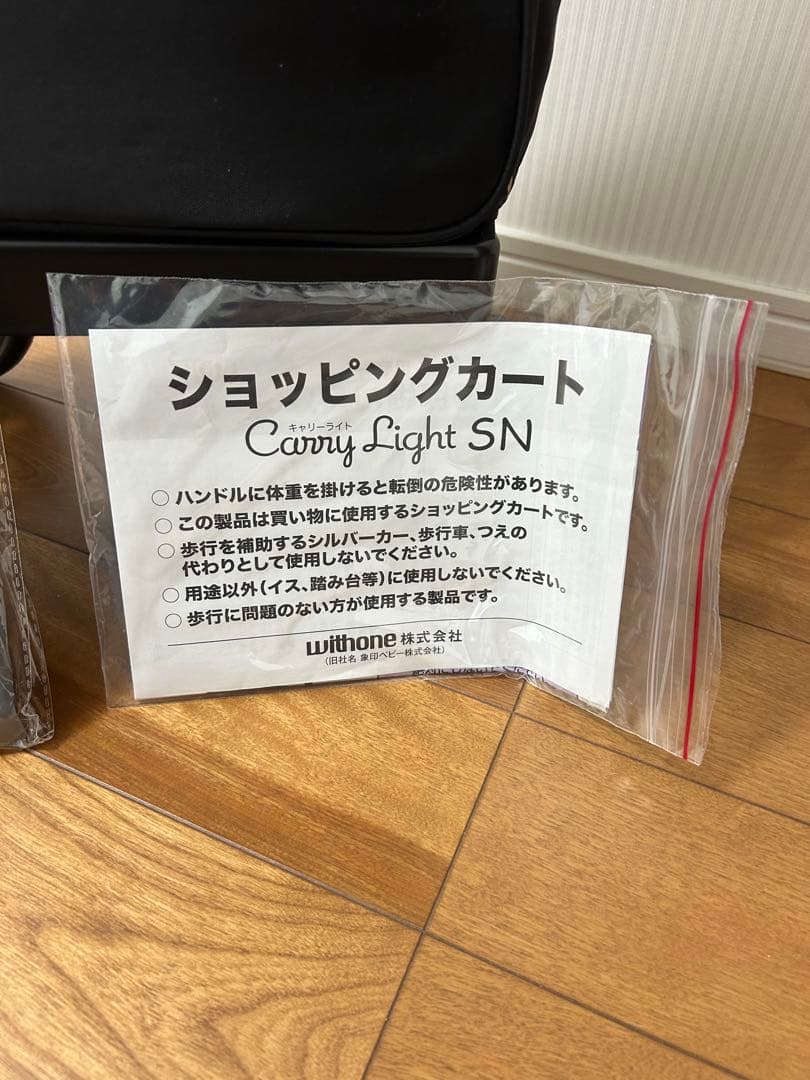 ショッピングカート
キャリーライト
Carry Light SN
○ ハンドルに体重を掛けると転倒の危険性があります。
○ この製品は買い物に使用するショッピングカートです。
○ 歩行を補助するシルバーカー、歩行車、つえの
代わりとして使用しないでください。
○ 用途以外(イス、踏み台等)に使用しないでください。
○ 歩行に問題のない方が使用する製品です。
withone 株式会社
(旧社名 象印ベビー株式会社)